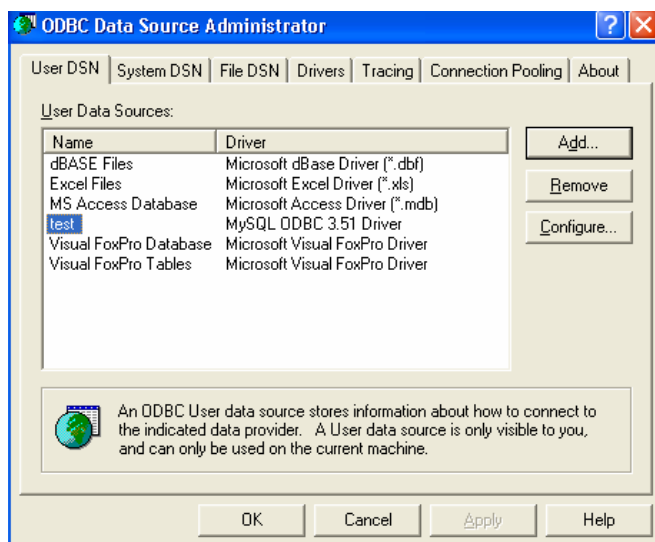 ODBC Data Source Administrator
User DSN System DSN File DSN Drivers Tracing Connection Pooling About
User Data Sources:
Name Driver
dBASE Files Microsoft dBase Driver (*.dbf)
Excel Files Microsoft Excel Driver (*.xls)
MS Access Database Microsoft Access Driver (*.mdb)
test MySQL ODBC 3.51 Driver
Visual FoxPro Database Microsoft Visual FoxPro Driver
Visual FoxPro Tables Microsoft Visual FoxPro Driver
Add...
Remove
Configure...
An ODBC User data source stores information about how to connect to
the indicated data provider. A User data source is only visible to you,
and can only be used on the current machine.
OK Cancel Apply Help